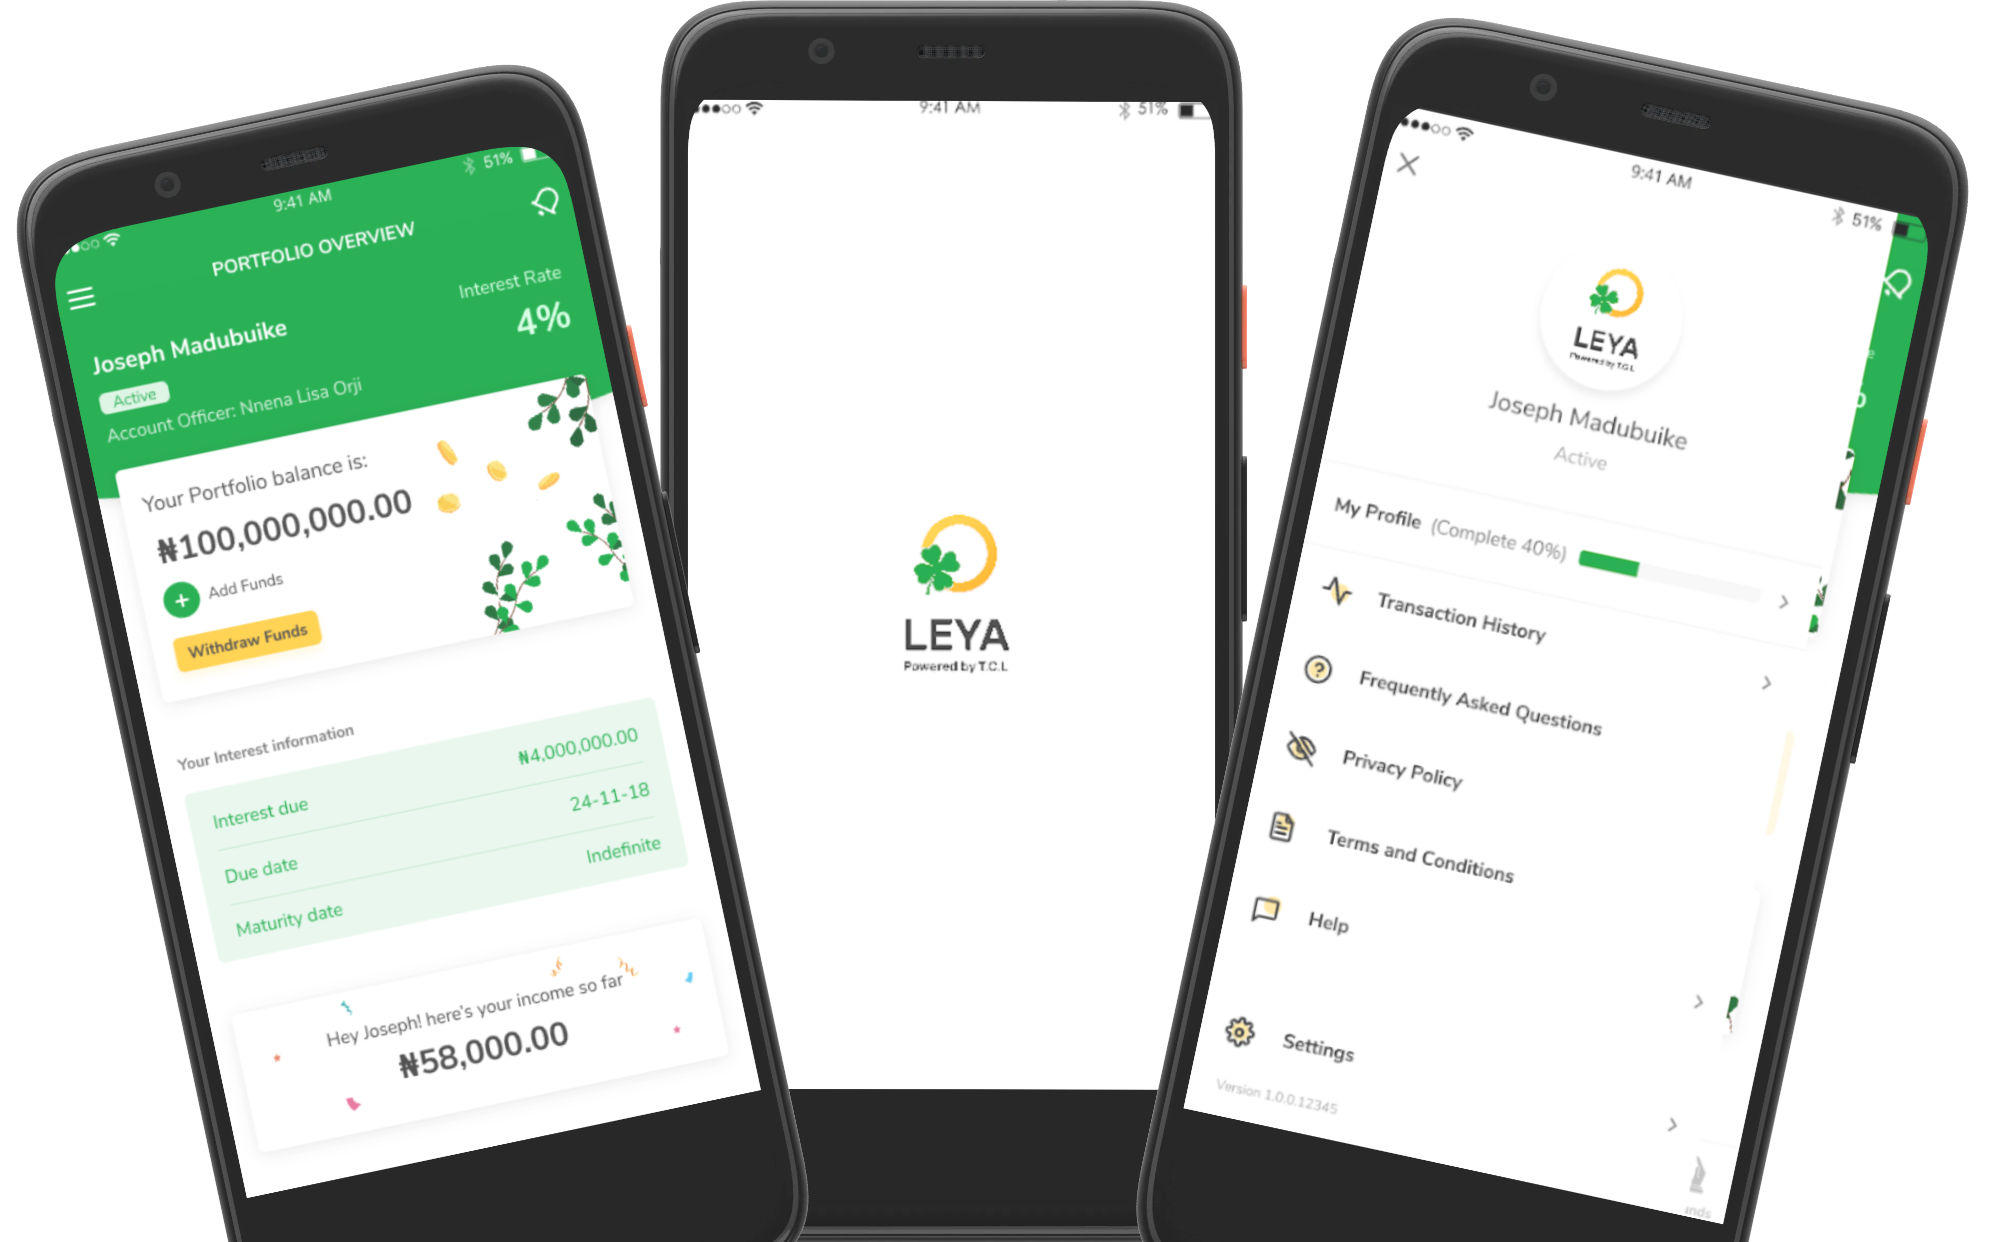 9:41 AM
51%
PORTFOLIO OVERVIEW
Joseph Madubuike
Interest Rate
4%
Active
Account Officer: Nnena Lisa Orji
Your Portfolio balance is:
₦100,000,000.00
+ Add Funds
Withdraw Funds
Your Interest information
Interest due ₦4,000,000.00
Due date 24-11-18
Maturity date Indefinite
Hey Joseph! here's your income so far
₦58,000.00
9:41 AM
51%
LEYA
Powered by T.C.L
9:41 AM
51%
LEYA
Powered by T.C.L
Joseph Madubuike
Active
My Profile (Complete 40%)
Transaction History
Frequently Asked Questions
Privacy Policy
Terms and Conditions
Help
Settings
Version 1.0.0.12345